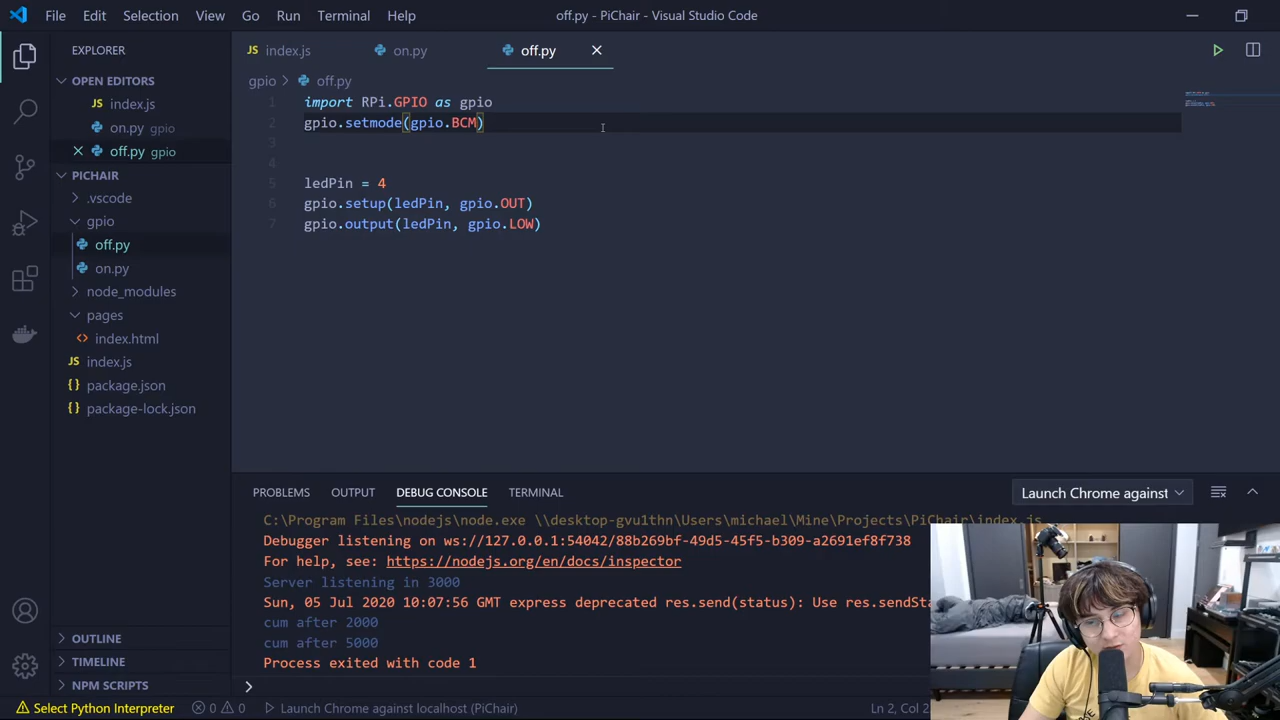 File Edit Selection View Go Run Terminal Help off.py - PiChair - Visual Studio Code
EXPLORER
OPEN EDITORS
JS index.js
on.py gpio
off.py gpio
PICHAIR
.vscode
gpio
off.py
on.py
node_modules
pages
index.html
JS index.js
package.json
package-lock.json
OUTLINE
TIMELINE
NPM SCRIPTS
JS index.js on.py off.py
gpio off.py
1 import RPi.GPIO as gpio
2 gpio.setmode(gpio.BCM)
3
4
5 ledPin = 4
6 gpio.setup(ledPin, gpio.OUT)
7 gpio.output(ledPin, gpio.LOW)
PROBLEMS OUTPUT DEBUG CONSOLE TERMINAL Launch Chrome against
C:\Program Files\nodejs\node.exe \\desktop-gvu1thn\Users\michael\Mine\Projects\PiChair\index.js
Debugger listening on ws://127.0.0.1:54042/88b269bf-49d5-45f5-b309-a2691ef8f738
For help, see: https://nodejs.org/en/docs/inspector
Server listening in 3000
Sun, 05 Jul 2020 10:07:56 GMT express deprecated res.send(status): Use res.sendSta
cum after 2000
cum after 5000
Process exited with code 1
Select Python Interpreter 0 0 Launch Chrome against localhost (PiChair) Ln 2, Col 2